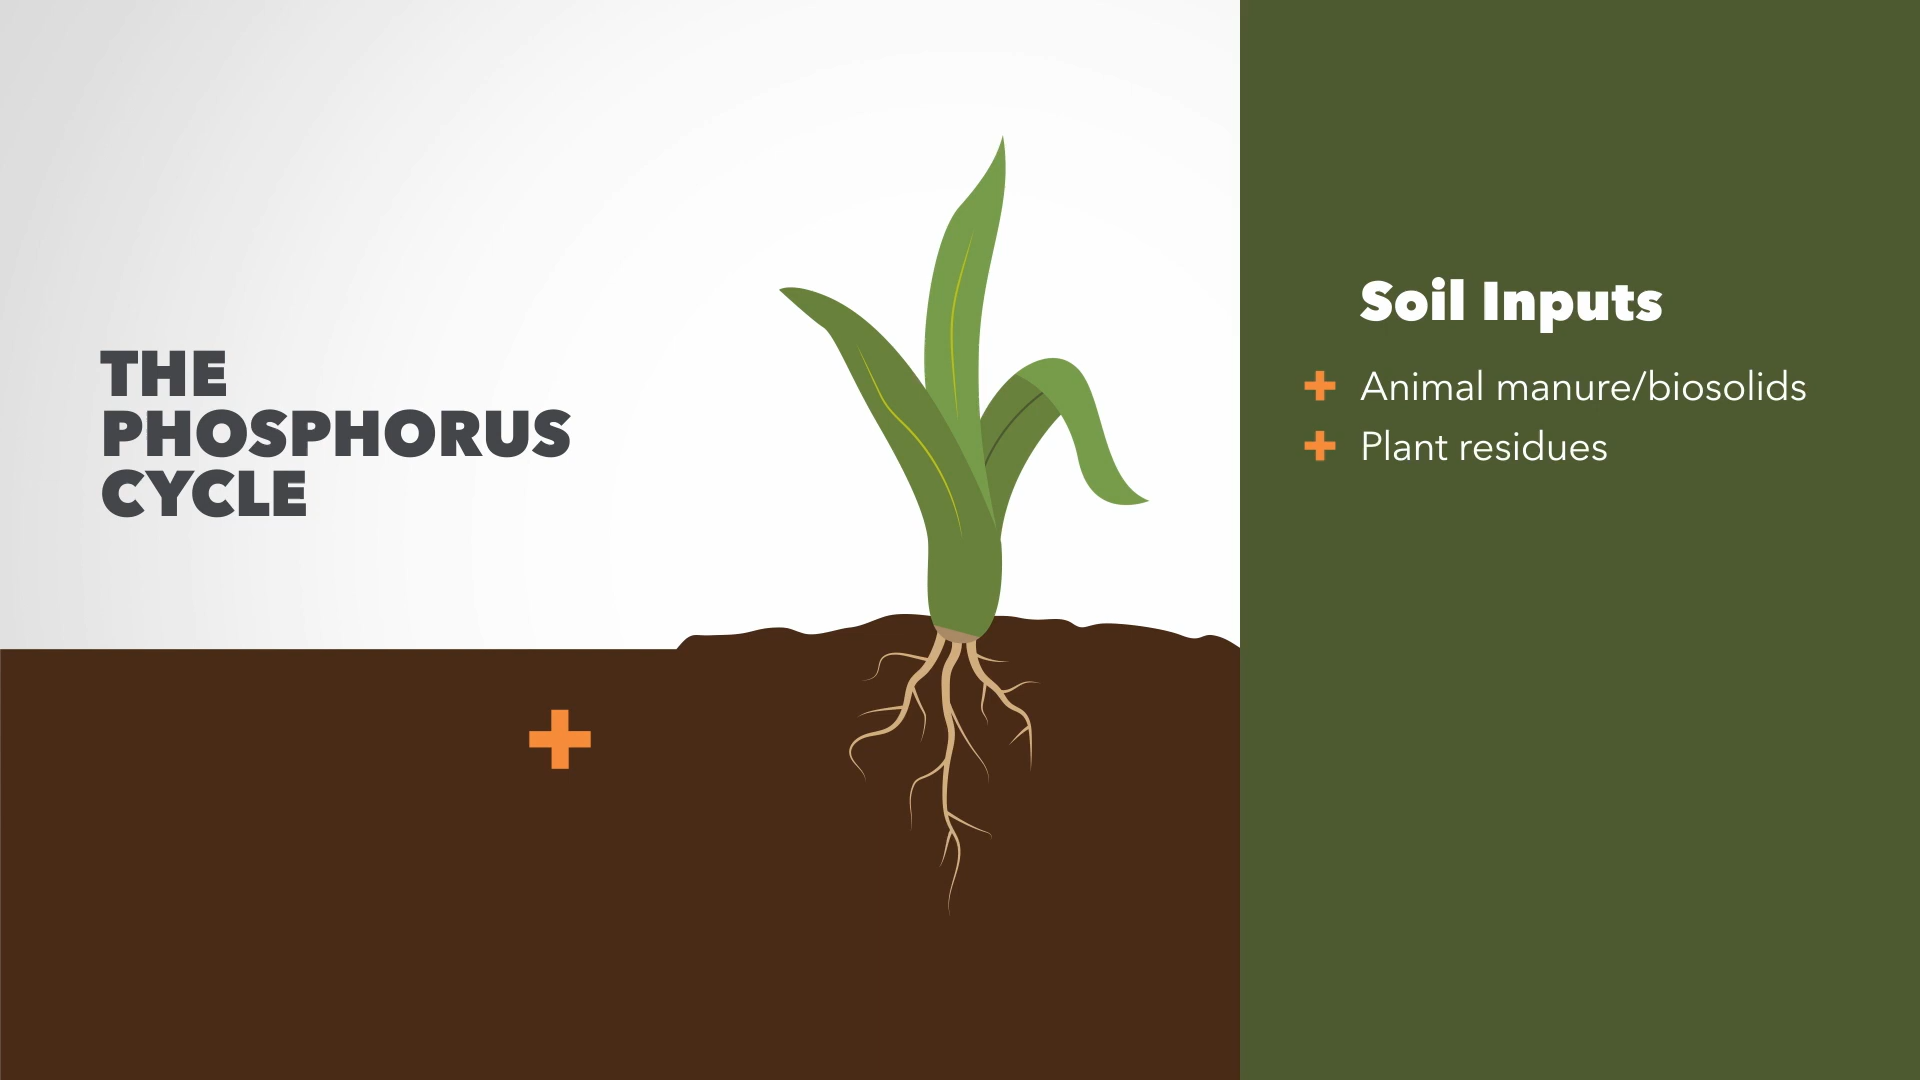 THE
PHOSPHORUS
CYCLE
Soil Inputs
Animal manure/biosolids
Plant residues